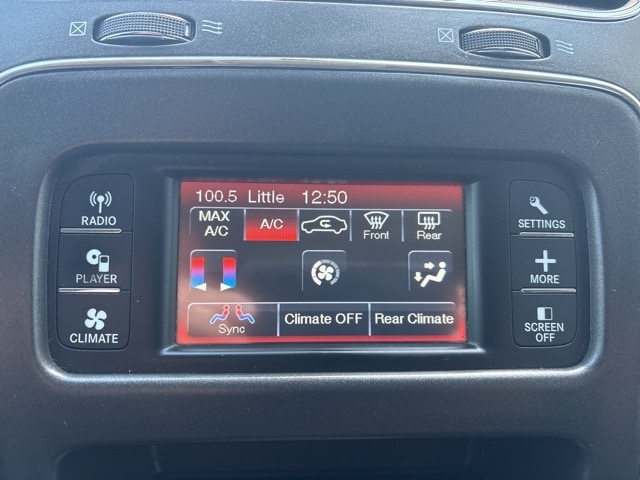 100.5 Little 12:50
MAX
A/C
A/C
Front
Rear
Sync
Climate OFF
Rear Climate
RADIO
PLAYER
CLIMATE
SETTINGS
MORE
SCREEN
OFF